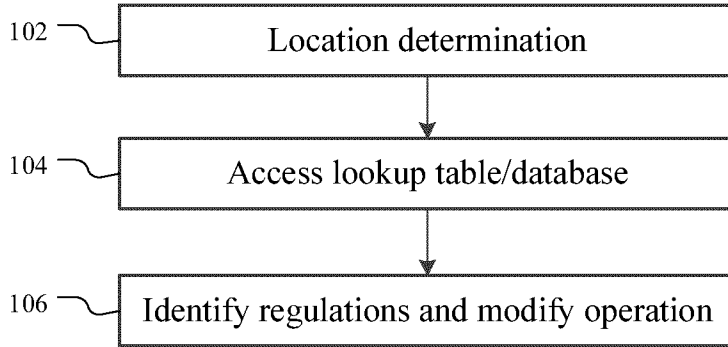 102 Location determination
104 Access lookup table/database
106 Identify regulations and modify operation